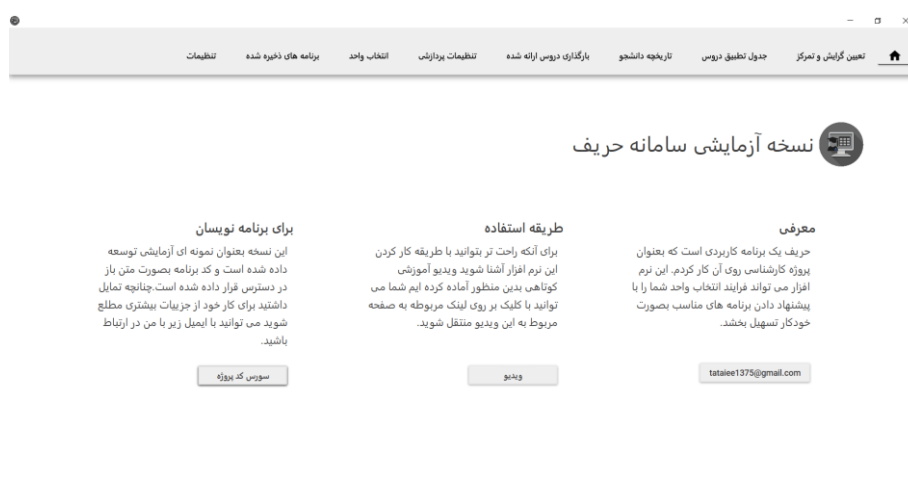 تعیین گرایش و تمرکز
جدول تطبیق دروس
تاریخچه دانشجو
بارگذاری دروس ارائه شده
تنظیمات پردازشی
انتخاب واحد
برنامه های ذخیره شده
تنظیمات
نسخه آزمایشی سامانه حریف
معرفی
حریف یک برنامه کاربردی است که بعنوان
پروژه کارشناسی روی آن کار کردم. این نرم
افزار می تواند فرایند انتخاب واحد شما را با
پیشنهاد دادن برنامه های مناسب بصورت
خودکار تسهیل بخشد.
tataiee1375@gmail.com
طریقه استفاده
برای آنکه راحت تر بتوانید با طریقه کار کردن
این نرم افزار آشنا شوید ویدیو آموزشی
کوتاهی بدین منظور آماده کرده ایم شما می
توانید با کلیک بر روی لینک مربوطه به صفحه
مربوط به این ویدیو منتقل شوید.
ویدیو
برای برنامه نویسان
این نسخه بعنوان نمونه ای آزمایشی توسعه
داده شده است و کد برنامه بصورت متن باز
در دسترس قرار داده شده است.چنانچه تمایل
داشتید برای کار خود از جزییات بیشتری مطلع
شوید می توانید با ایمیل زیر با من در ارتباط
باشید.
سورس کد پروژه